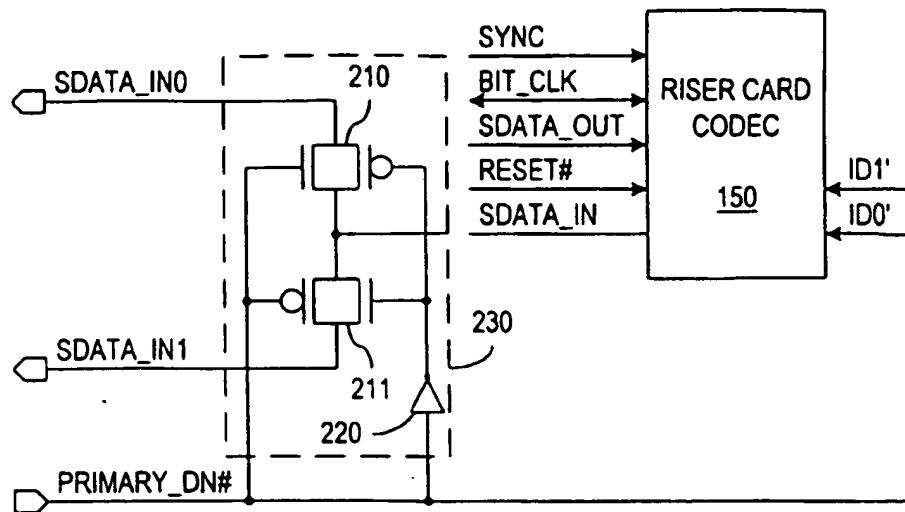 SYNC
SDATA_IN0
210
BIT_CLK
RISER CARD
CODEC
SDATA_OUT
RESET#
150
ID1'
SDATA_IN
ID0'
230
SDATA_IN1
211
220
PRIMARY_DN#